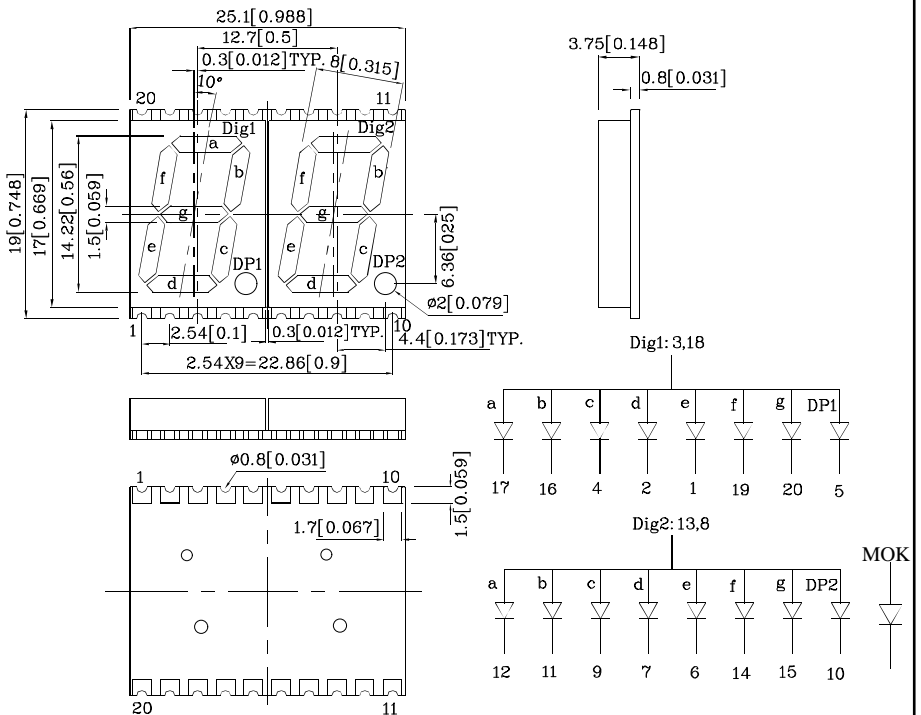 25.1[0.988]
12.7[0.5]
0.3[0.012]TYP.
8[0.315]
10°
20
11
Dig1
Dig2
a
b
f
g
e
c
d
DP1
f
b
g
e
c
d
DP2
19[0.748]
17[0.669]
14.22[0.56]
1.5[0.059]
6.36[025]
ø2[0.079]
1
10
2.54[0.1]
0.3[0.012]TYP.
4.4[0.173]TYP.
2.54X9=22.86[0.9]
3.75[0.148]
0.8[0.031]
1
ø0.8[0.031]
10
1.5[0.059]
1.7[0.067]
20
11
Dig1:3,18
a b c d e f g DP1
17 16 4 2 1 19 20 5
Dig2:13,8
MOK
a b c d e f g DP2
12 11 9 7 6 14 15 10